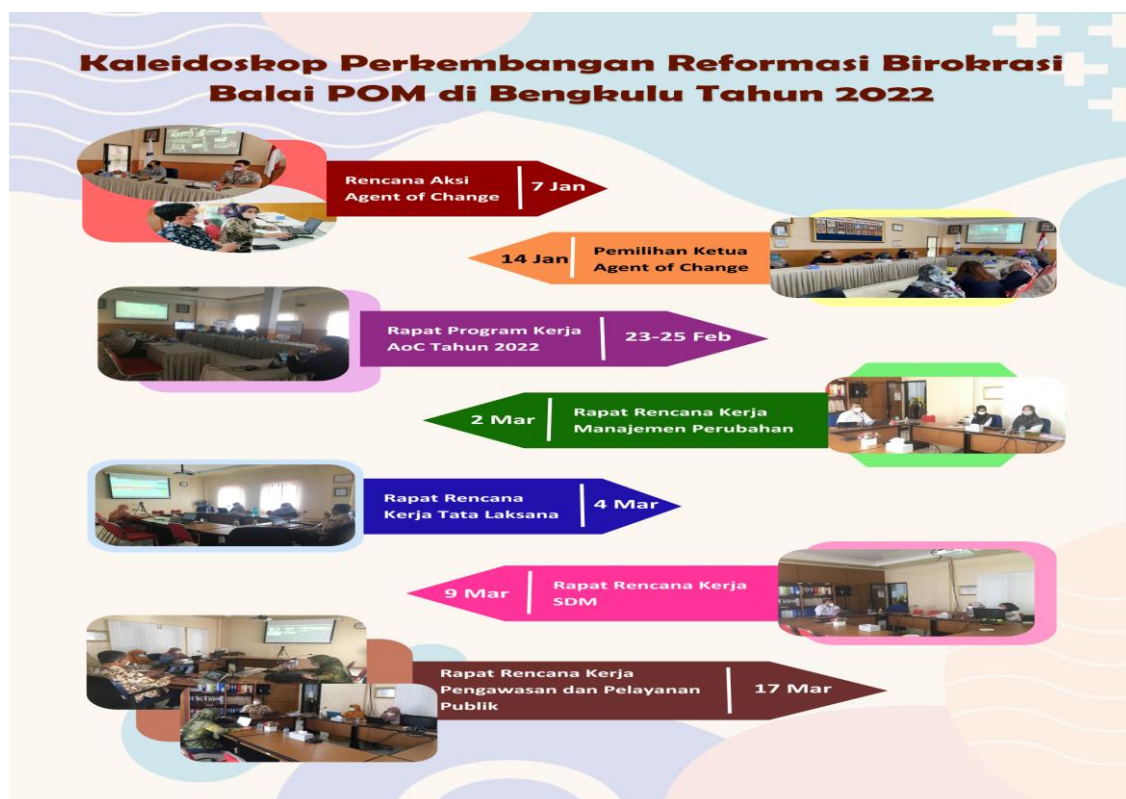 Kaleidoskop Perkembangan Reformasi Birokrasi
Balai POM di Bengkulu Tahun 2022
Rencana Aksi
Agent of Change
7 Jan
14 Jan
Pemilihan Ketua
Agent of Change
Rapat Program Kerja
AoC Tahun 2022
23-25 Feb
2 Mar
Rapat Rencana Kerja
Manajemen Perubahan
Rapat Rencana
Kerja Tata Laksana
4 Mar
9 Mar
Rapat Rencana Kerja
SDM
Rapat Rencana Kerja
Pengawasan dan Pelayanan
Publik
17 Mar